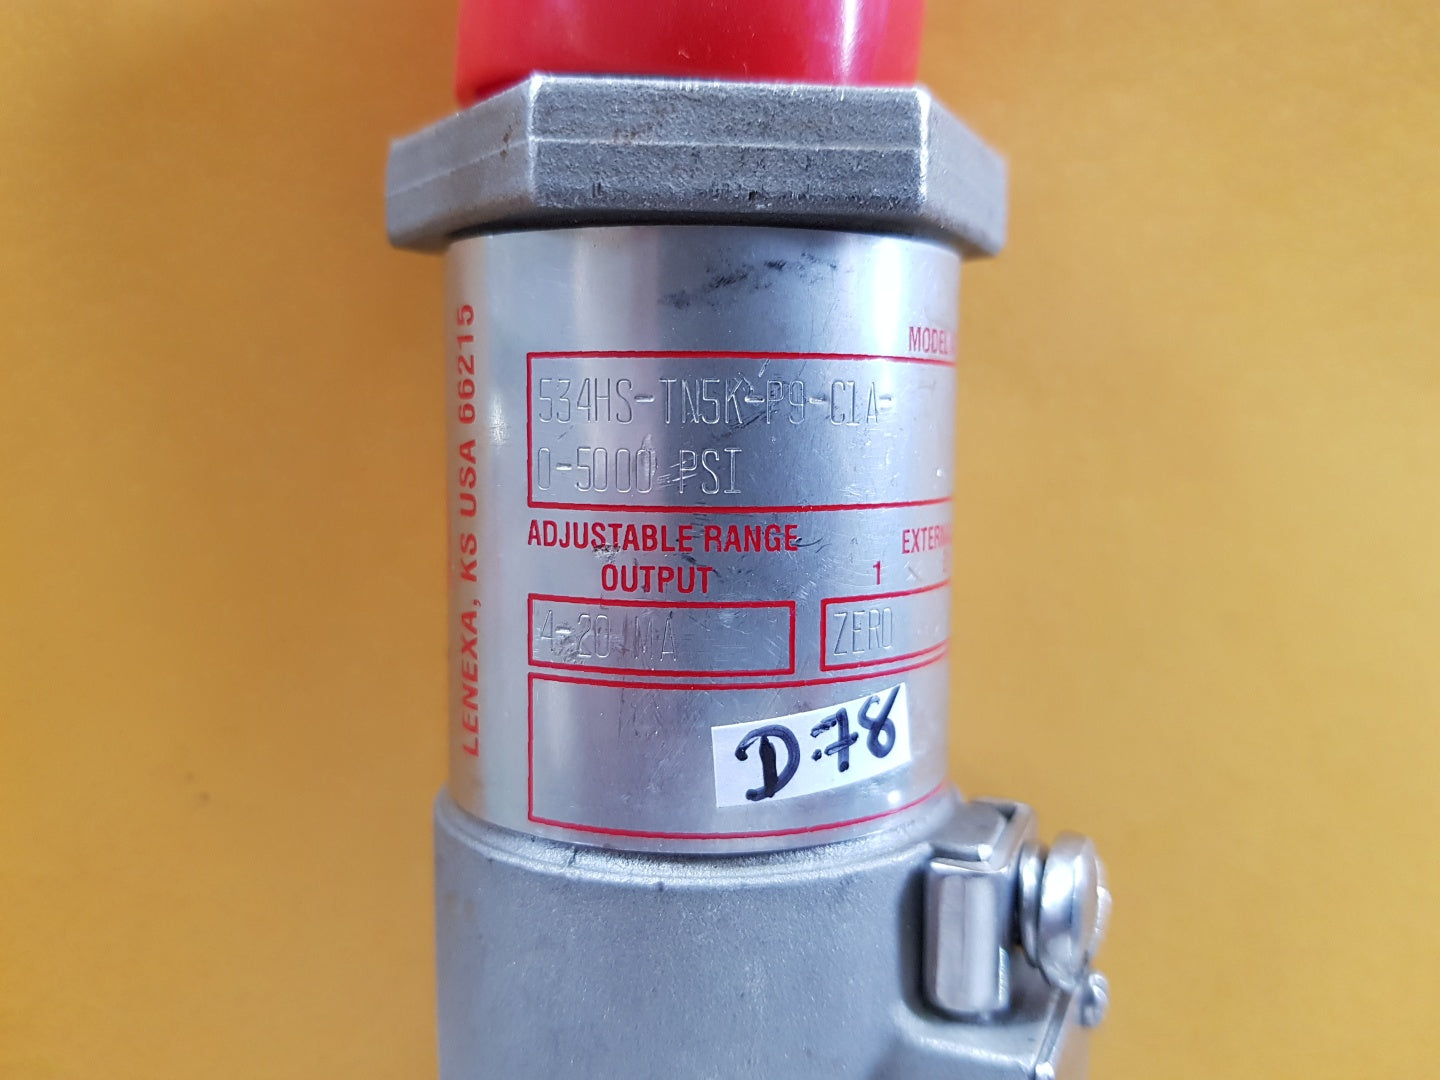 LENEXA, KS USA 66215
MODEL
534HS-TN5K-P9-C1A-
0-5000 PSI
ADJUSTABLE RANGE
OUTPUT
1
4-20 MA
ZERO
D:78